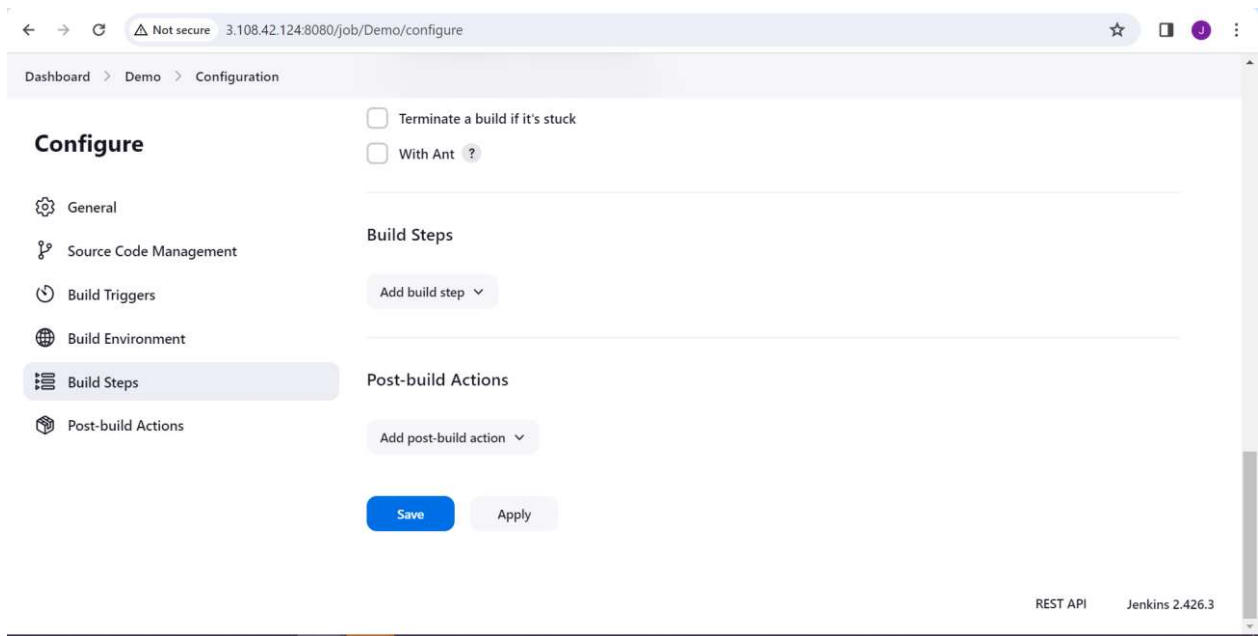 Not secure 3.108.42.124:8080/job/Demo/configure
J
Dashboard > Demo > Configuration
Configure
General
Source Code Management
Build Triggers
Build Environment
Build Steps
Post-build Actions
Terminate a build if it's stuck
With Ant ?
Build Steps
Add build step
Post-build Actions
Add post-build action
Save Apply
REST API Jenkins 2.426.3